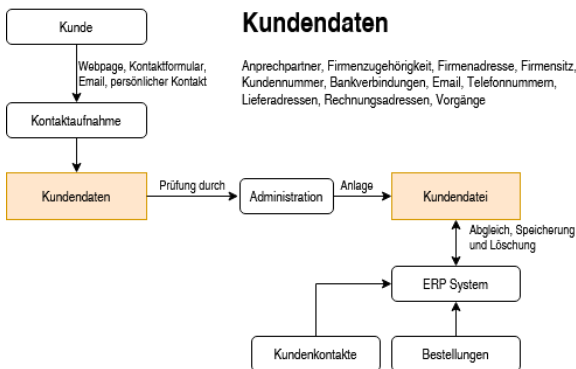 Kunde
Kundendaten
Webpage, Kontaktformular,
Email, persönlicher Kontakt
Anprechpartner, Firmenzugehörigkeit, Firmenadresse, Firmensitz,
Kundennummer, Bankverbindungen, Email, Telefonnummern,
Lieferadressen, Rechnungsadressen, Vorgänge
Kontaktaufnahme
Kundendaten
Prüfung durch
Administration
Anlage
Kundendatei
Abgleich, Speicherung
und Löschung
ERP System
Kundenkontakte
Bestellungen